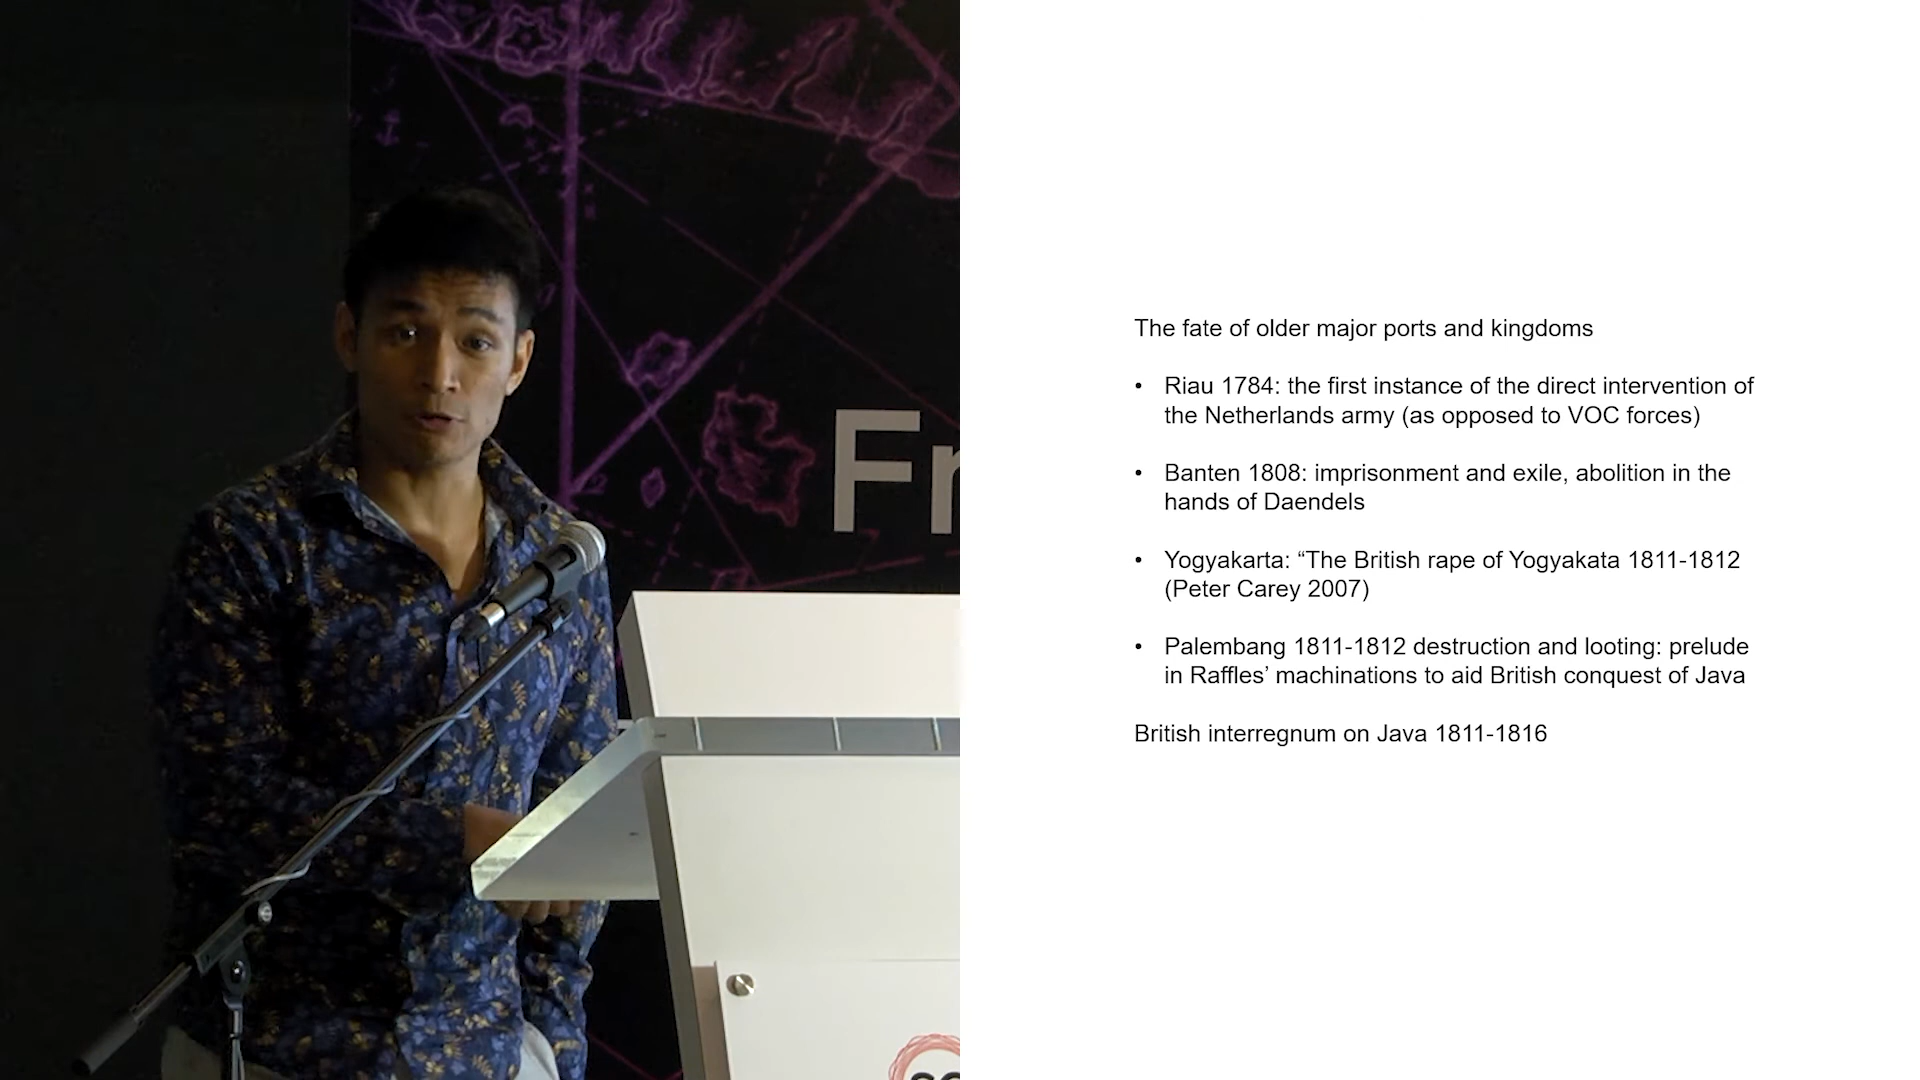 Fr
The fate of older major ports and kingdoms
• Riau 1784: the first instance of the direct intervention of
the Netherlands army (as opposed to VOC forces)
• Banten 1808: imprisonment and exile, abolition in the
hands of Daendels
• Yogyakarta: “The British rape of Yogyakata 1811-1812
(Peter Carey 2007)
• Palembang 1811-1812 destruction and looting: prelude
in Raffles’ machinations to aid British conquest of Java
British interregnum on Java 1811-1816